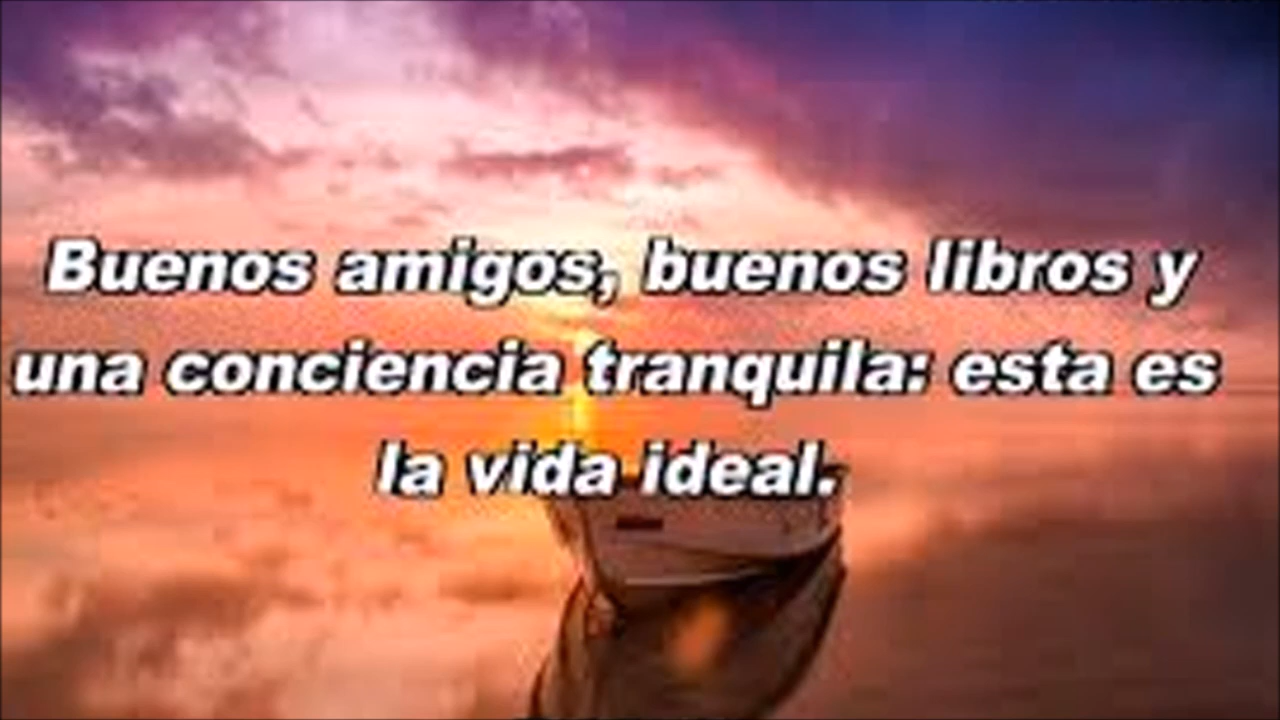 Buenos amigos, buenos libros y
una conciencia tranquila: esta es
la vida ideal.